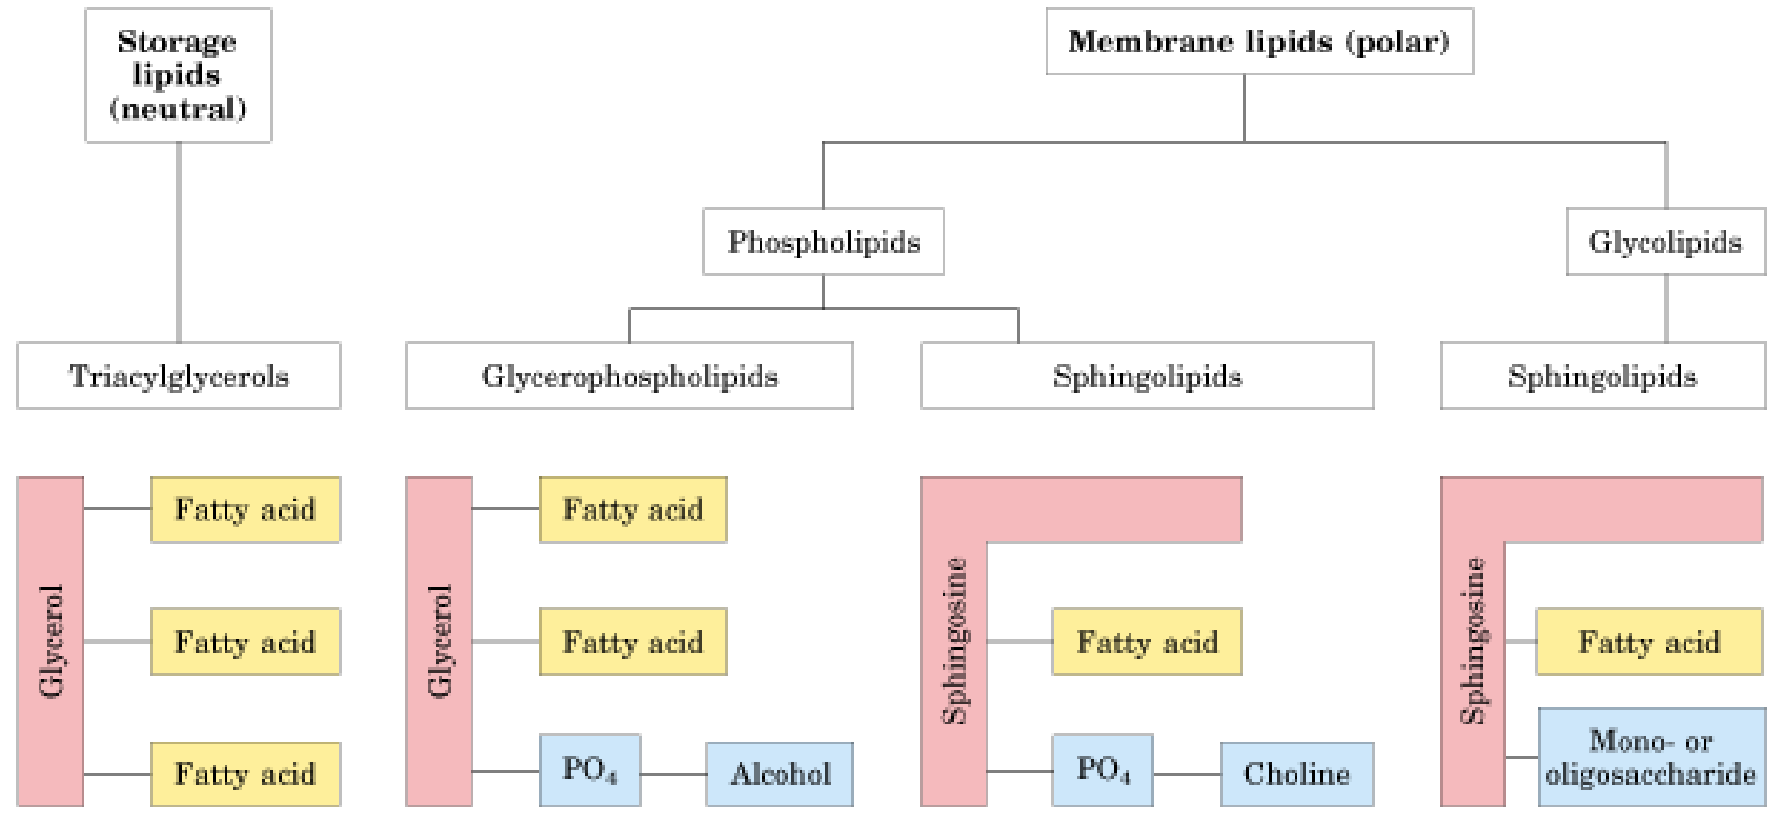 Storage
lipids
(neutral)
Membrane lipids (polar)
Phospholipids
Glycolipids
Triacylglycerols
Glycerophospholipids
Sphingolipids
Sphingolipids
Glycerol
Fatty acid
Fatty acid
Fatty acid
Glycerol
Fatty acid
Fatty acid
PO₄
Alcohol
Sphingosine
Fatty acid
PO₄
Choline
Sphingosine
Fatty acid
Mono- or
oligosaccharide